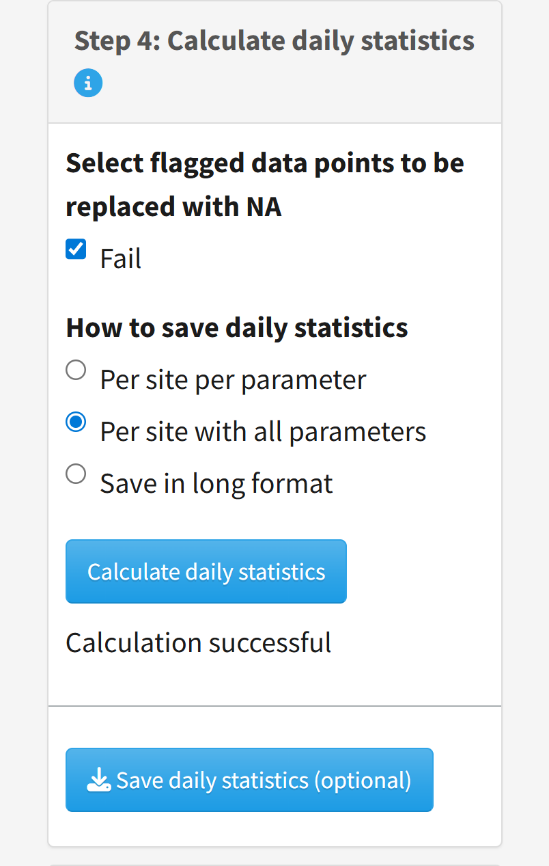 Step 4: Calculate daily statistics
Select flagged data points to be
replaced with NA
Fail
How to save daily statistics
Per site per parameter
Per site with all parameters
Save in long format
Calculate daily statistics
Calculation successful
Save daily statistics (optional)